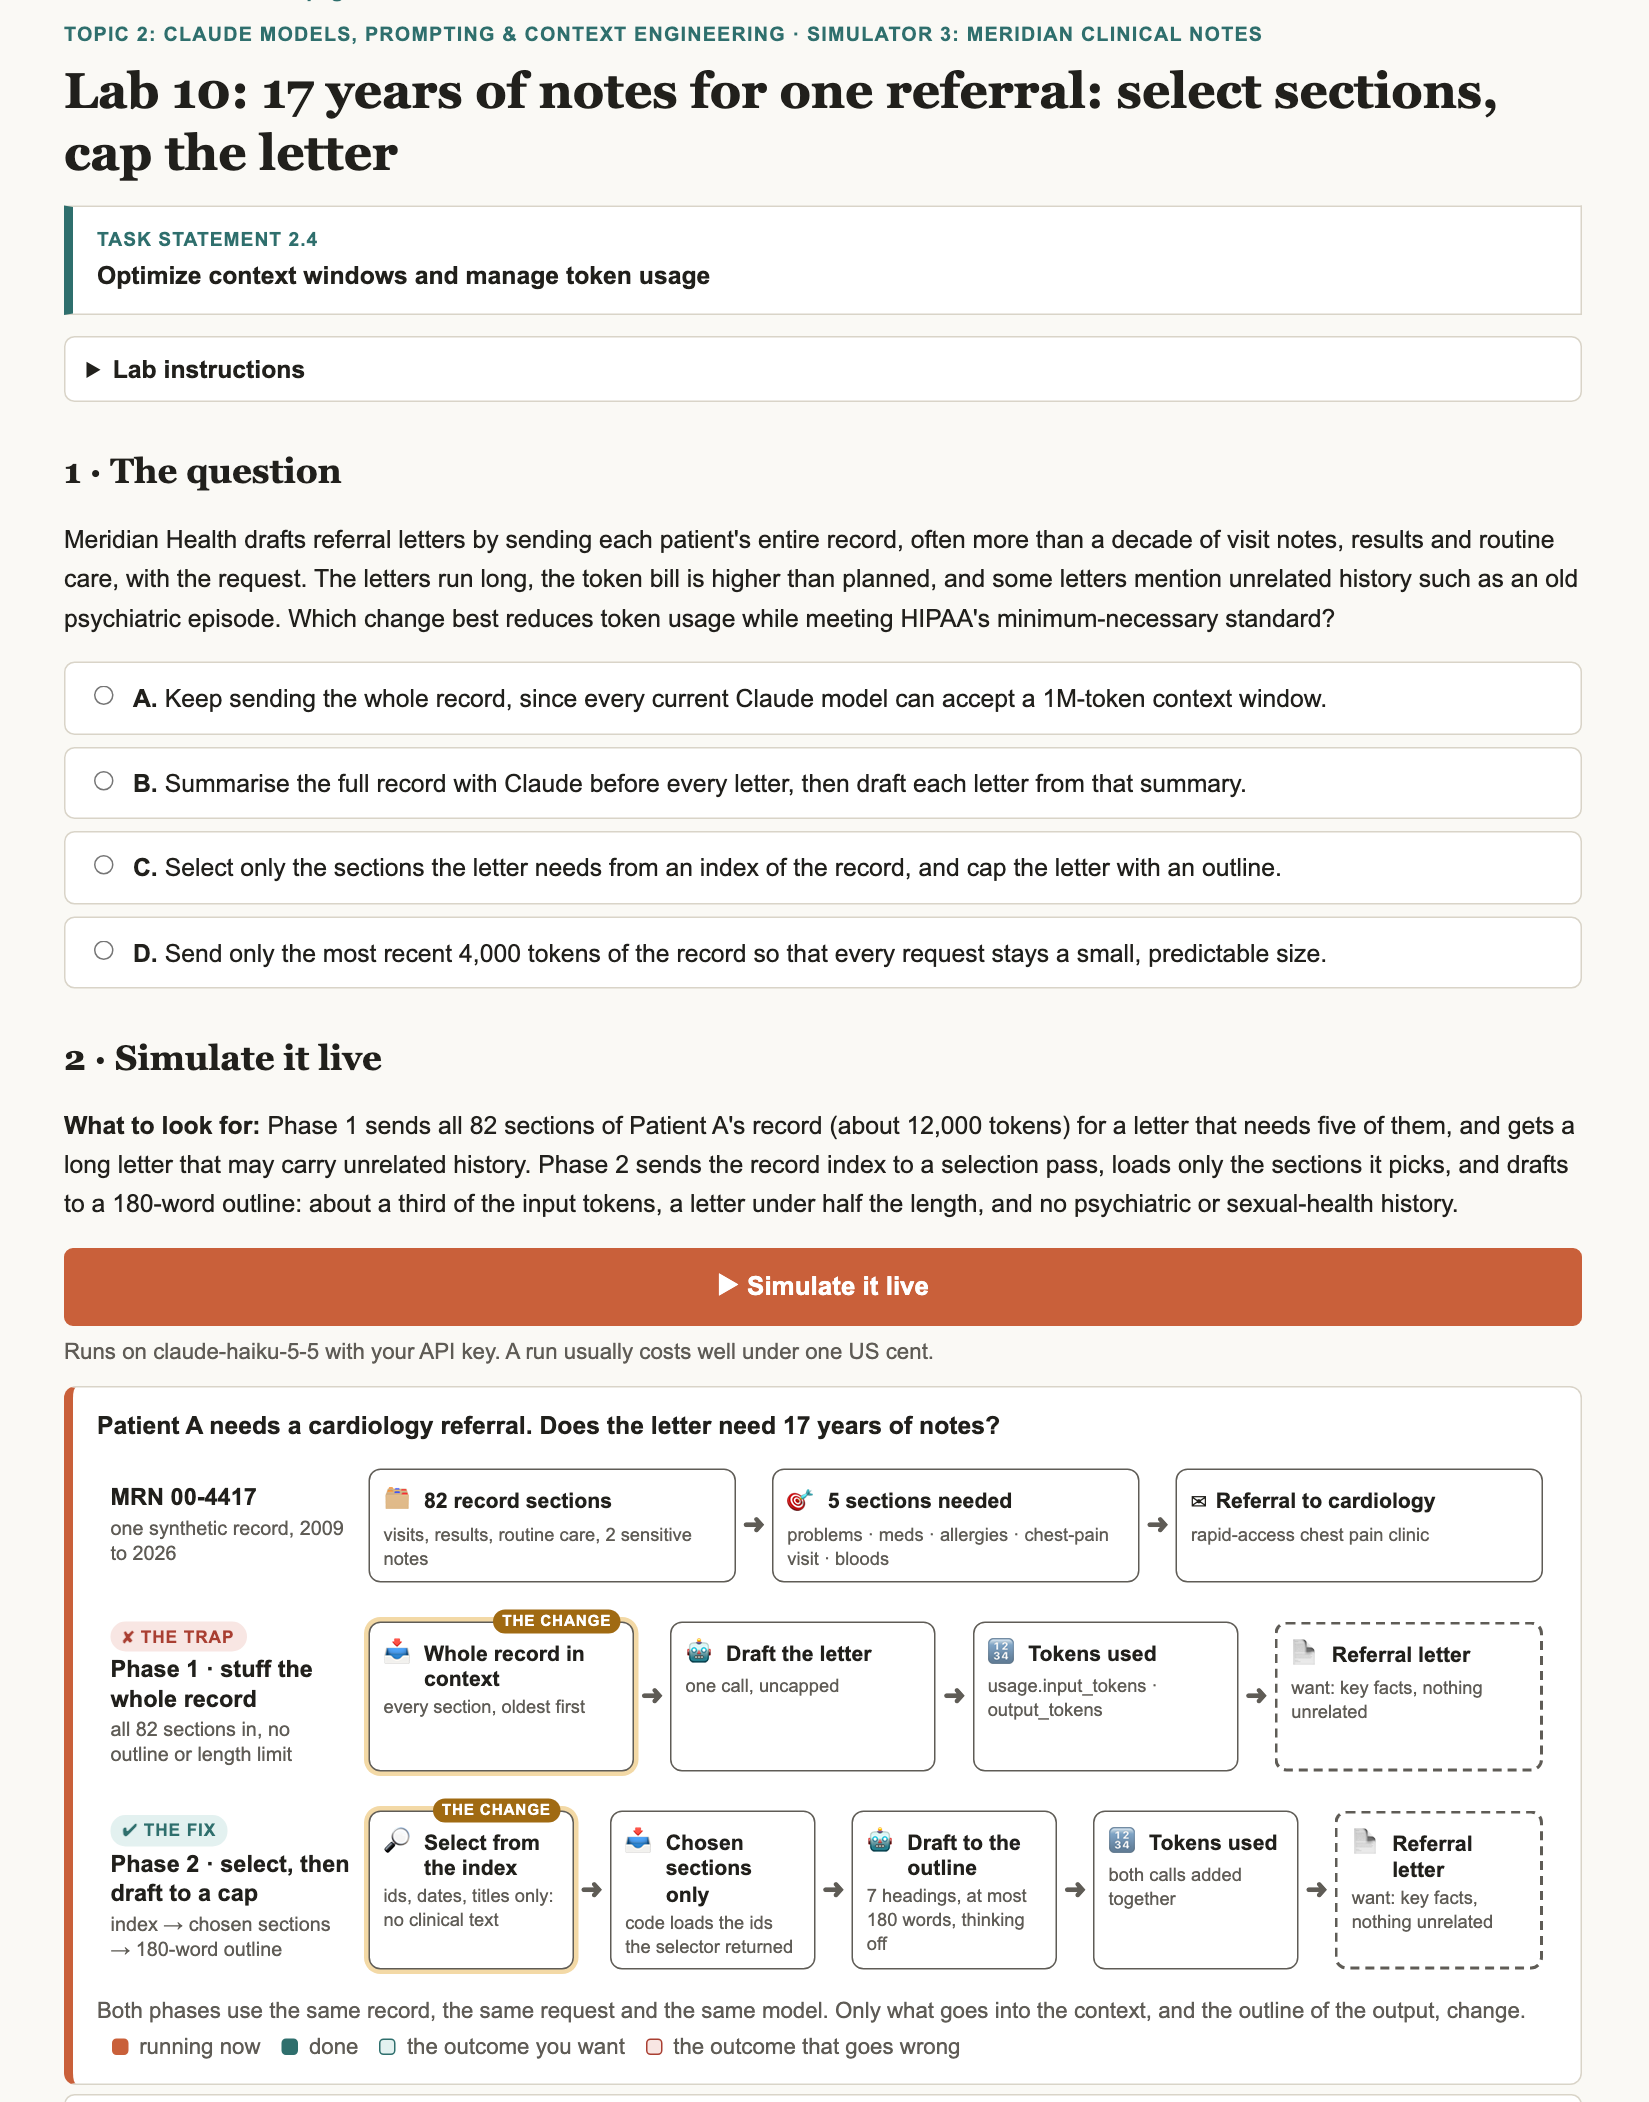 TOPIC 2: CLAUDE MODELS, PROMPTING & CONTEXT ENGINEERING · SIMULATOR 3: MERIDIAN CLINICAL NOTES
Lab 10: 17 years of notes for one referral: select sections,
cap the letter
TASK STATEMENT 2.4
Optimize context windows and manage token usage
▶ Lab instructions
1 · The question
Meridian Health drafts referral letters by sending each patient's entire record, often more than a decade of visit notes, results and routine
care, with the request. The letters run long, the token bill is higher than planned, and some letters mention unrelated history such as an old
psychiatric episode. Which change best reduces token usage while meeting HIPAA's minimum-necessary standard?
A. Keep sending the whole record, since every current Claude model can accept a 1M-token context window.
B. Summarise the full record with Claude before every letter, then draft each letter from that summary.
C. Select only the sections the letter needs from an index of the record, and cap the letter with an outline.
D. Send only the most recent 4,000 tokens of the record so that every request stays a small, predictable size.
2 · Simulate it live
What to look for: Phase 1 sends all 82 sections of Patient A's record (about 12,000 tokens) for a letter that needs five of them, and gets a
long letter that may carry unrelated history. Phase 2 sends the record index to a selection pass, loads only the sections it picks, and drafts
to a 180-word outline: about a third of the input tokens, a letter under half the length, and no psychiatric or sexual-health history.
▶ Simulate it live
Runs on claude-haiku-5-5 with your API key. A run usually costs well under one US cent.
Patient A needs a cardiology referral. Does the letter need 17 years of notes?
MRN 00-4417
one synthetic record, 2009
to 2026
82 record sections
visits, results, routine care, 2 sensitive
notes
5 sections needed
problems · meds · allergies · chest-pain
visit · bloods
✉ Referral to cardiology
rapid-access chest pain clinic
✘ THE TRAP
Phase 1 · stuff the
whole record
all 82 sections in, no
outline or length limit
THE CHANGE
Whole record in
context
every section, oldest first
Draft the letter
one call, uncapped
1234
Tokens used
usage.input_tokens ·
output_tokens
Referral letter
want: key facts, nothing
unrelated
✔ THE FIX
Phase 2 · select, then
draft to a cap
index → chosen sections
→ 180-word outline
THE CHANGE
Select from
the index
ids, dates, titles only:
no clinical text
Chosen
sections
only
code loads the ids
the selector returned
Draft to the
outline
7 headings, at most
180 words, thinking
off
1234
Tokens used
both calls added
together
Referral
letter
want: key facts,
nothing unrelated
Both phases use the same record, the same request and the same model. Only what goes into the context, and the outline of the output, change.
running now done the outcome you want the outcome that goes wrong